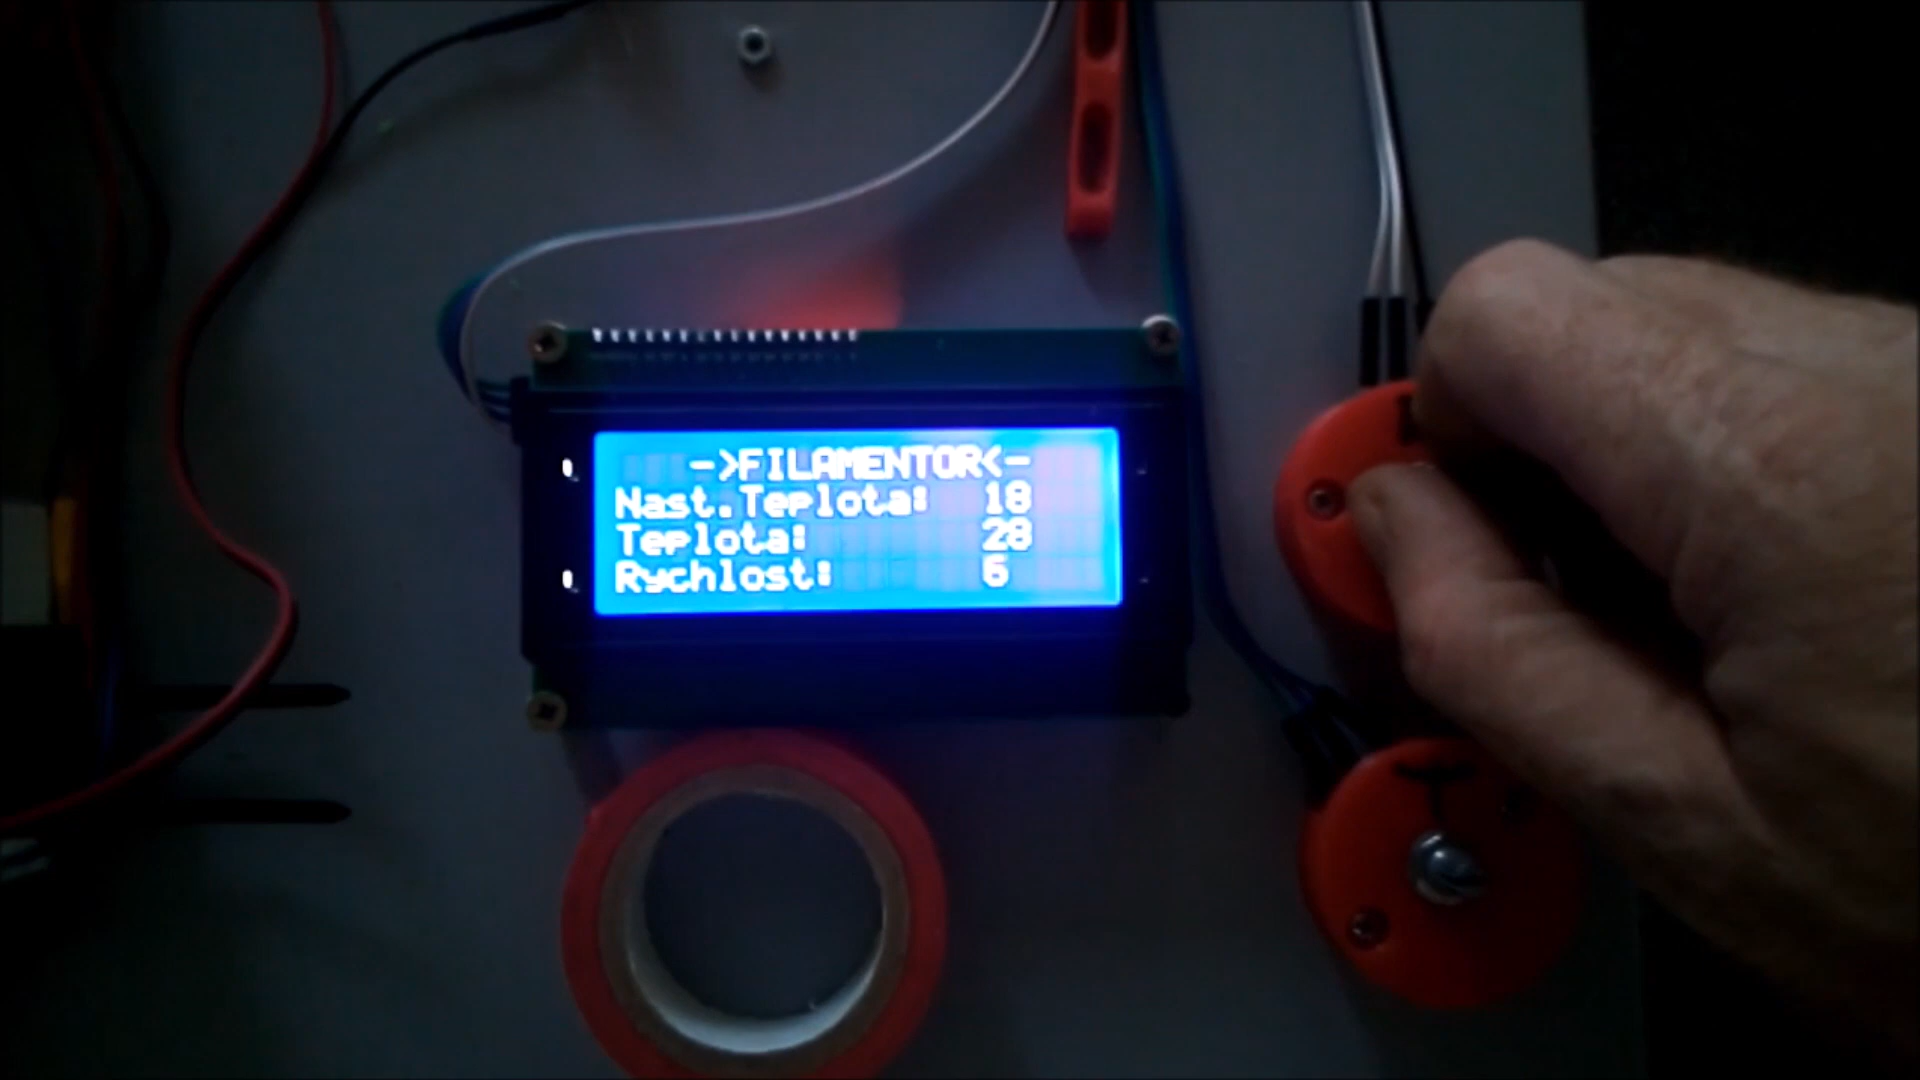 ->FILAMENTOR<-
Nast.Teplota: 18
Teplota: 28
Rychlost: 6
T